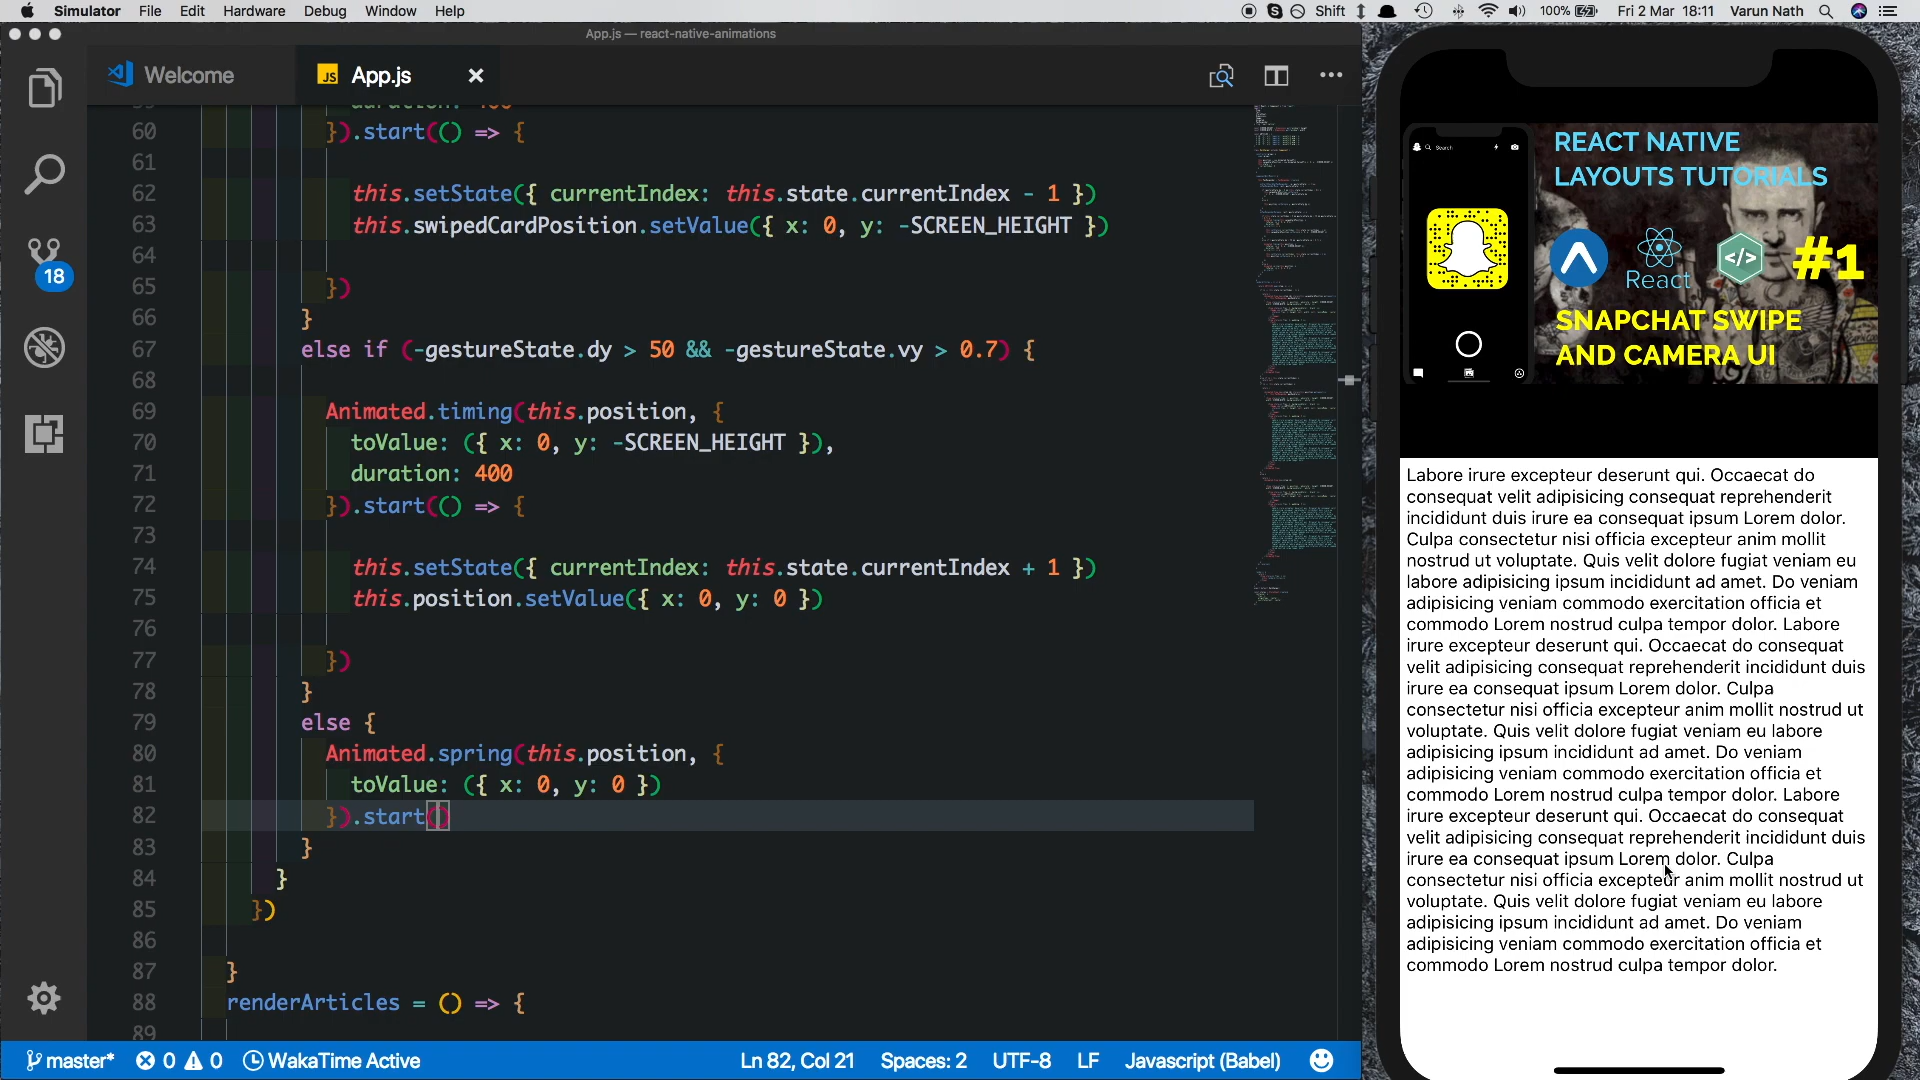 Simulator File Edit Hardware Debug Window Help
Shift 100% Fri 2 Mar 18:11 Varun Nath
App.js — react-native-animations
Welcome
JS App.js
18
60 }).start(() => {
61
62 this.setState({ currentIndex: this.state.currentIndex - 1 })
63 this.swipedCardPosition.setValue({ x: 0, y: -SCREEN_HEIGHT })
64
65 })
66 }
67 else if (-gestureState.dy > 50 && -gestureState.vy > 0.7) {
68
69 Animated.timing(this.position, {
70 toValue: ({ x: 0, y: -SCREEN_HEIGHT }),
71 duration: 400
72 }).start(() => {
73
74 this.setState({ currentIndex: this.state.currentIndex + 1 })
75 this.position.setValue({ x: 0, y: 0 })
76
77 })
78 }
79 else {
80 Animated.spring(this.position, {
81 toValue: ({ x: 0, y: 0 })
82 }).start()
83 }
84 }
85 })
86
87 }
88 renderArticles = () => {
89
master* 0 0 WakaTime Active Ln 82, Col 21 Spaces: 2 UTF-8 LF Javascript (Babel)
Search
REACT NATIVE
LAYOUTS TUTORIALS
</>
#1
React
SNAPCHAT SWIPE
AND CAMERA UI
Labore irure excepteur deserunt qui. Occaecat do
consequat velit adipisicing consequat reprehenderit
incididunt duis irure ea consequat ipsum Lorem dolor.
Culpa consectetur nisi officia excepteur anim mollit
nostrud ut voluptate. Quis velit dolore fugiat veniam eu
labore adipisicing ipsum incididunt ad amet. Do veniam
adipisicing veniam commodo exercitation officia et
commodo Lorem nostrud culpa tempor dolor. Labore
irure excepteur deserunt qui. Occaecat do consequat
velit adipisicing consequat reprehenderit incididunt duis
irure ea consequat ipsum Lorem dolor. Culpa
consectetur nisi officia excepteur anim mollit nostrud ut
voluptate. Quis velit dolore fugiat veniam eu labore
adipisicing ipsum incididunt ad amet. Do veniam
adipisicing veniam commodo exercitation officia et
commodo Lorem nostrud culpa tempor dolor. Labore
irure excepteur deserunt qui. Occaecat do consequat
velit adipisicing consequat reprehenderit incididunt duis
irure ea consequat ipsum Lorem dolor. Culpa
consectetur nisi officia excepteur anim mollit nostrud ut
voluptate. Quis velit dolore fugiat veniam eu labore
adipisicing ipsum incididunt ad amet. Do veniam
adipisicing veniam commodo exercitation officia et
commodo Lorem nostrud culpa tempor dolor.